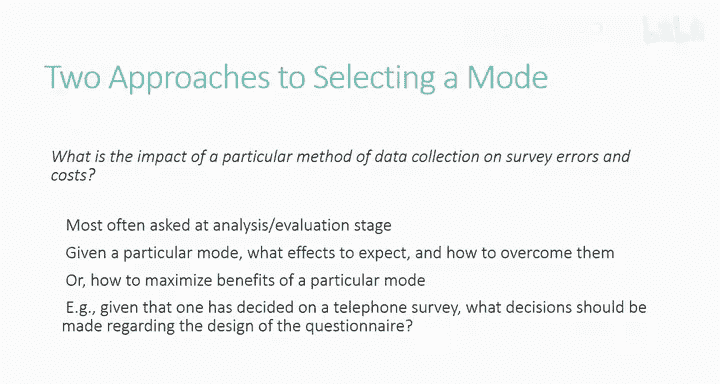 Two Approaches to Selecting a Mode
What is the impact of a particular method of data collection on survey errors and
costs?
Most often asked at analysis/evaluation stage
Given a particular mode, what effects to expect, and how to overcome them
Or, how to maximize benefits of a particular mode
E.g., given that one has decided on a telephone survey, what decisions should be
made regarding the design of the questionnaire?